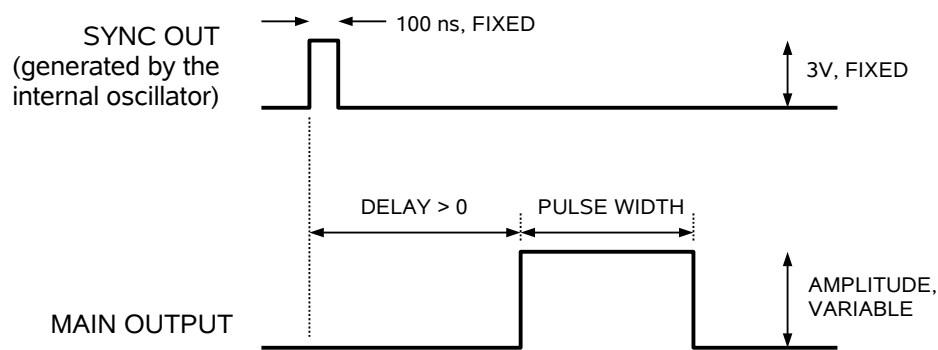 100 ns, FIXED
SYNC OUT
(generated by the
internal oscillator)
3V, FIXED
DELAY > 0
PULSE WIDTH
AMPLITUDE,
VARIABLE
MAIN OUTPUT